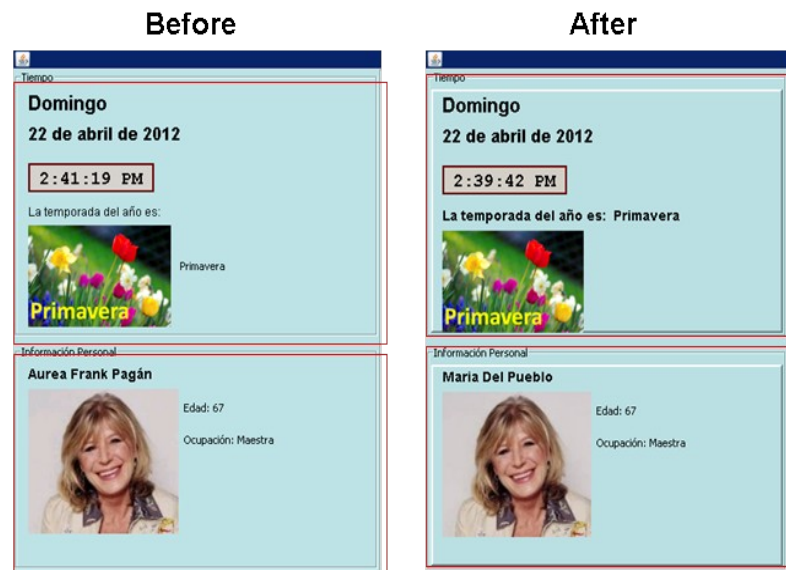 Before
After
Tiempo
Domingo
22 de abril de 2012
2:41:19 PM
La temporada del año es:
Primavera
Primavera
Información Personal
Aurea Frank Pagán
Edad: 67
Ocupación: Maestra
Tiempo
Domingo
22 de abril de 2012
2:39:42 PM
La temporada del año es: Primavera
Primavera
Información Personal
Maria Del Pueblo
Edad: 67
Ocupación: Maestra